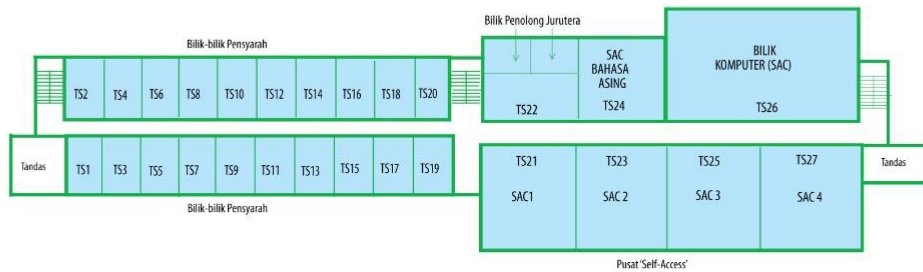 Bilik Penolong Jurutera
Bilik-bilik Pensyarah
TS2 TS4 TS6 TS8 TS10 TS12 TS14 TS16 TS18 TS20
TS22
SAC
BAHASA
ASING
TS24
BILIK
KOMPUTER (SAC)
TS26
Tandas
TS1 TS3 TS5 TS7 TS9 TS11 TS13 TS15 TS17 TS19
Bilik-bilik Pensyarah
TS21 TS23 TS25 TS27
SAC1 SAC 2 SAC 3 SAC 4
Tandas
Pusat 'Self-Access'